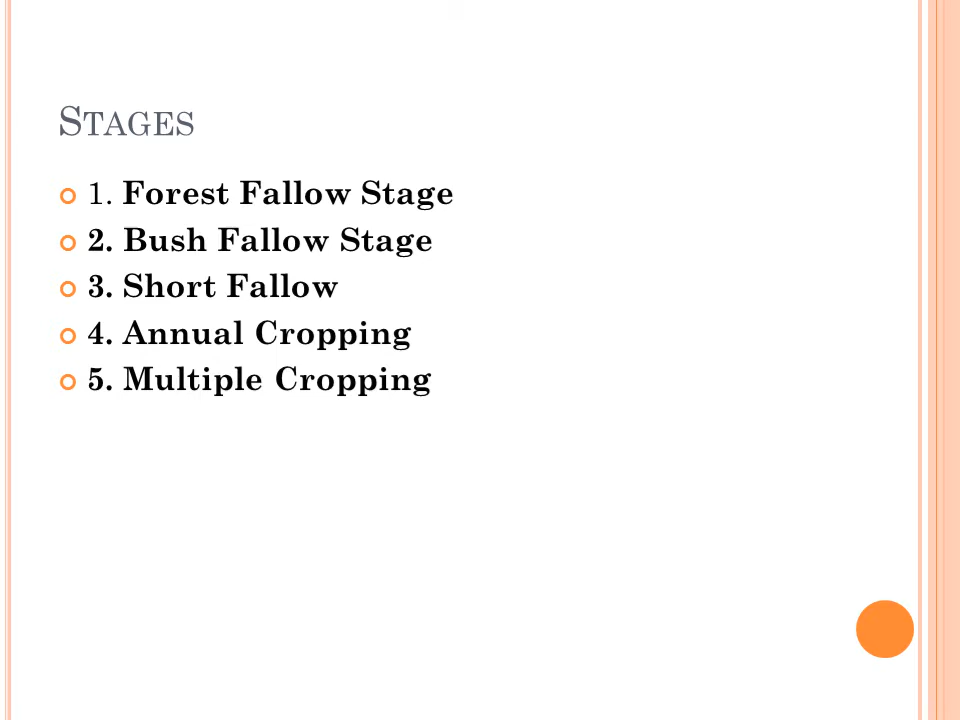 STAGES
1. Forest Fallow Stage
2. Bush Fallow Stage
3. Short Fallow
4. Annual Cropping
5. Multiple Cropping